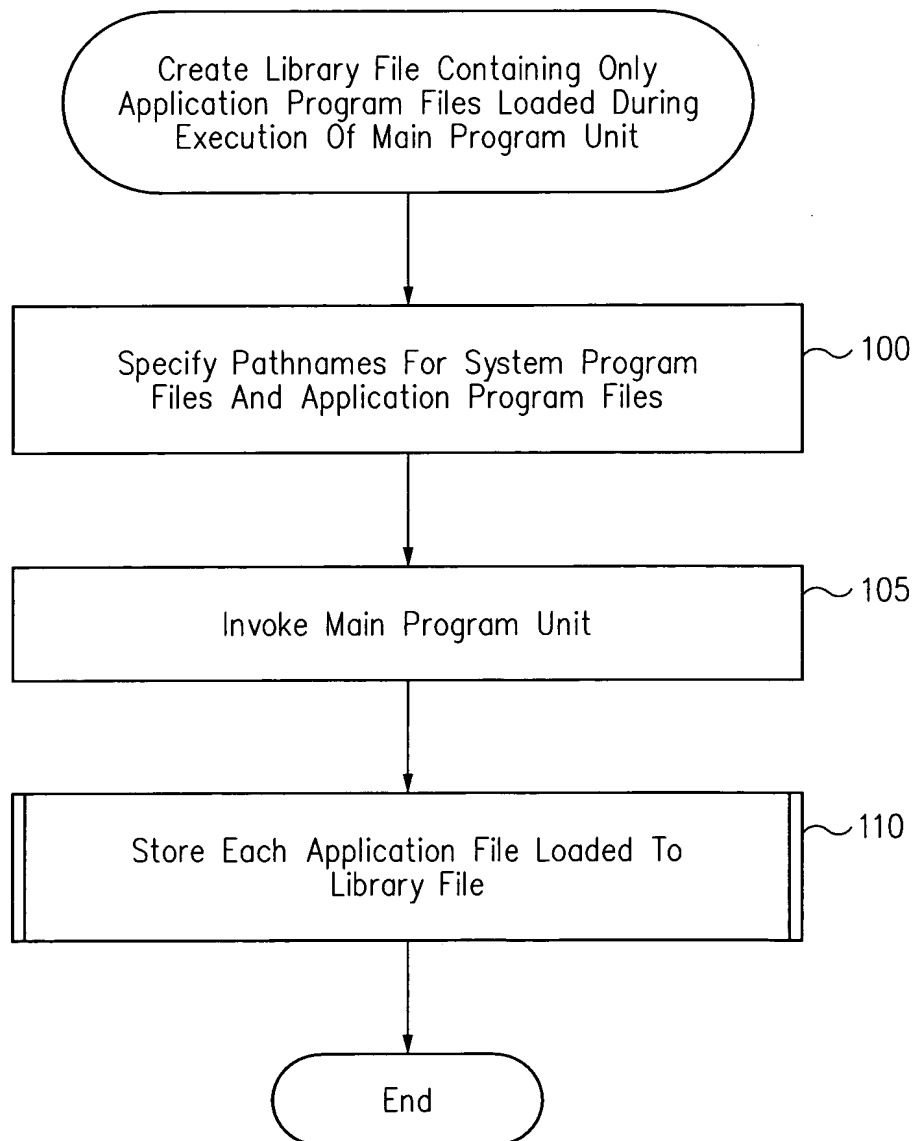 Create Library File Containing Only
Application Program Files Loaded During
Execution Of Main Program Unit
Specify Pathnames For System Program
Files And Application Program Files
100
Invoke Main Program Unit
105
Store Each Application File Loaded To
Library File
110
End